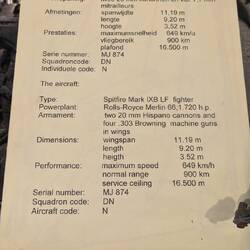 mitrailleurs
Afmetingen: spanwijdte 11.19 m
lengte 9.20 m
hoogte 3,52 m
Prestaties: maximumsnelheid 649 km/u
vliegbereik 900 km
plafond 16.500 m
Serie nummer: MJ 874
Squadroncode: DN
Individuele code: N
The aircraft:
Type: Spitfire Mark IXB LF fighter
Powerplant: Rolls-Royce Merlin 66,1.720 h.p.
Armament: two 20 mm Hispano cannons and
four .303 Browning machine guns
in wings
Dimensions: wingspan 11.19 m
length 9.20 m
heigth 3.52 m
Performance: maximum speed 649 km/h
normal range 900 km
service ceiling 16.500 m
Serial number: MJ 874
Squadron code: DN
Aircraft code: N